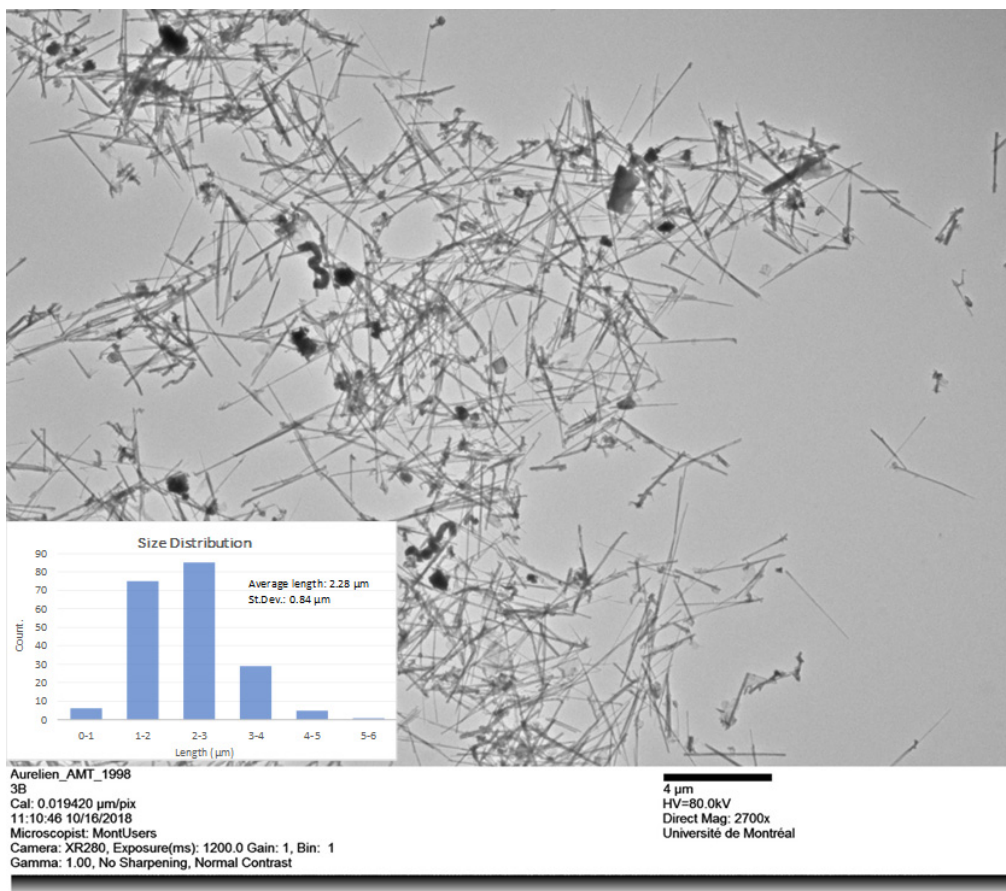 Size Distribution
90
80
70
60
50
40
30
20
10
0
Count.
Average length: 2.28 µm
St.Dev.: 0.84 µm
0-1 1-2 2-3 3-4 4-5 5-6
Length (µm)
Aurelien_AMT_1998
3B
Cal: 0.019420 µm/pix
11:10:46 10/16/2018
Microscopist: MontUsers
Camera: XR280, Exposure(ms): 1200.0 Gain: 1, Bin: 1
Gamma: 1.00, No Sharpening, Normal Contrast
4 µm
HV=80.0kV
Direct Mag: 2700x
Université de Montréal